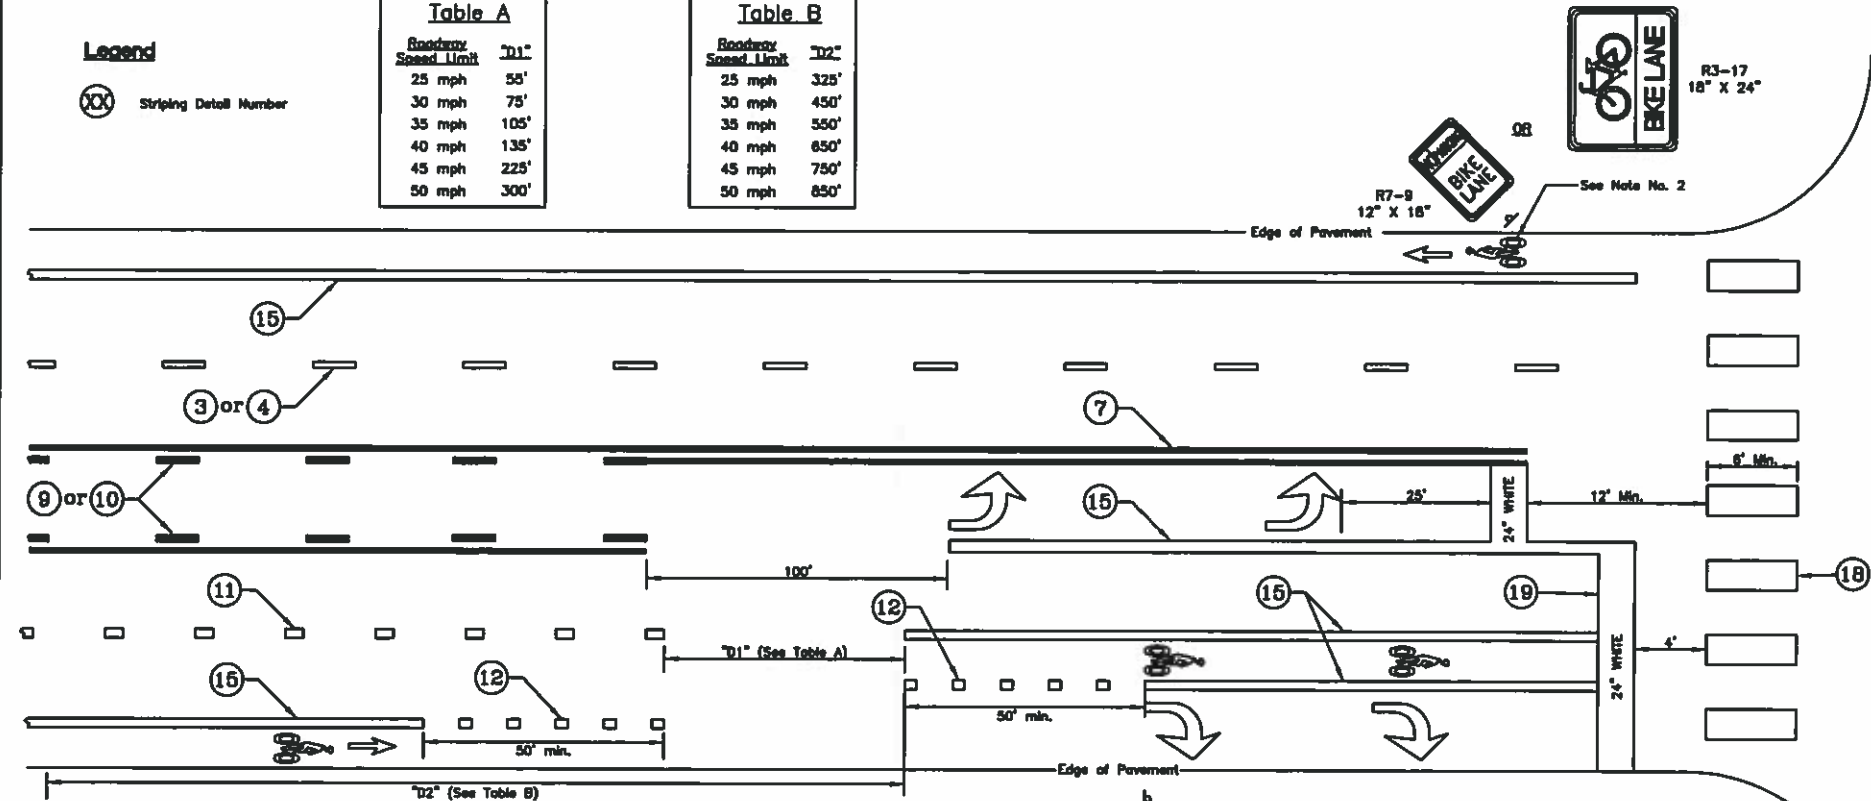 Legend
XX Striping Detail Number
Table A
Roadway Speed Limit "D1"
25 mph 55'
30 mph 75'
35 mph 105'
40 mph 135'
45 mph 225'
50 mph 300'
Table B
Roadway Speed Limit "D2"
25 mph 325'
30 mph 450'
35 mph 550'
40 mph 650'
45 mph 750'
50 mph 850'
BIKE LANE
R3-17
18" X 24"
OR
BIKE LANE
R7-9
12" X 18"
See Note No. 2
Edge of Pavement
15
3 or 4
7
9 or 10
15
25'
24" WHITE
12' Min.
6' Min.
100'
11
12
15
19
18
"D1" (See Table A)
24" WHITE
4'
15
12
50' min.
50' min.
Edge of Pavement
"D2" (See Table B)